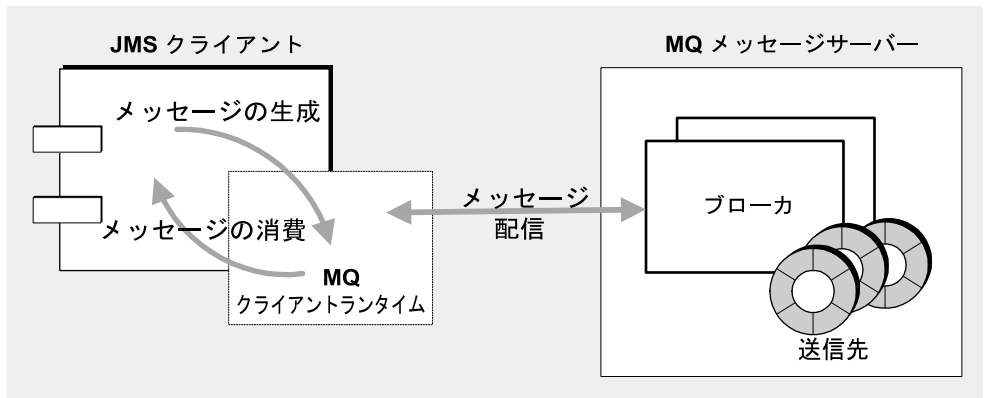 JMS クライアント
メッセージの生成
メッセージの消費
MQ
クライアントランタイム
メッセージ
配信
MQ メッセージサーバー
ブローカ
送信先